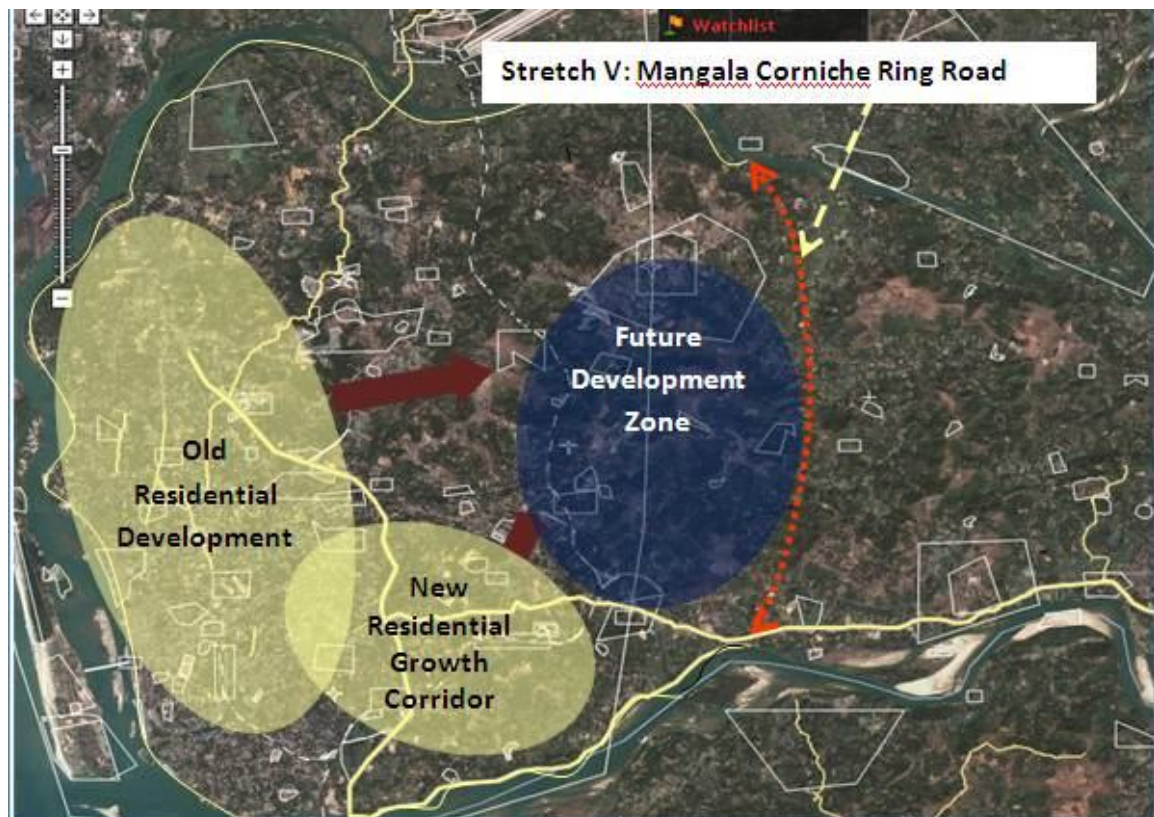 Watchlist
Stretch V: Mangala Corniche Ring Road
Future
Development
Zone
Old
Residential
Development
New
Residential
Growth
Corridor